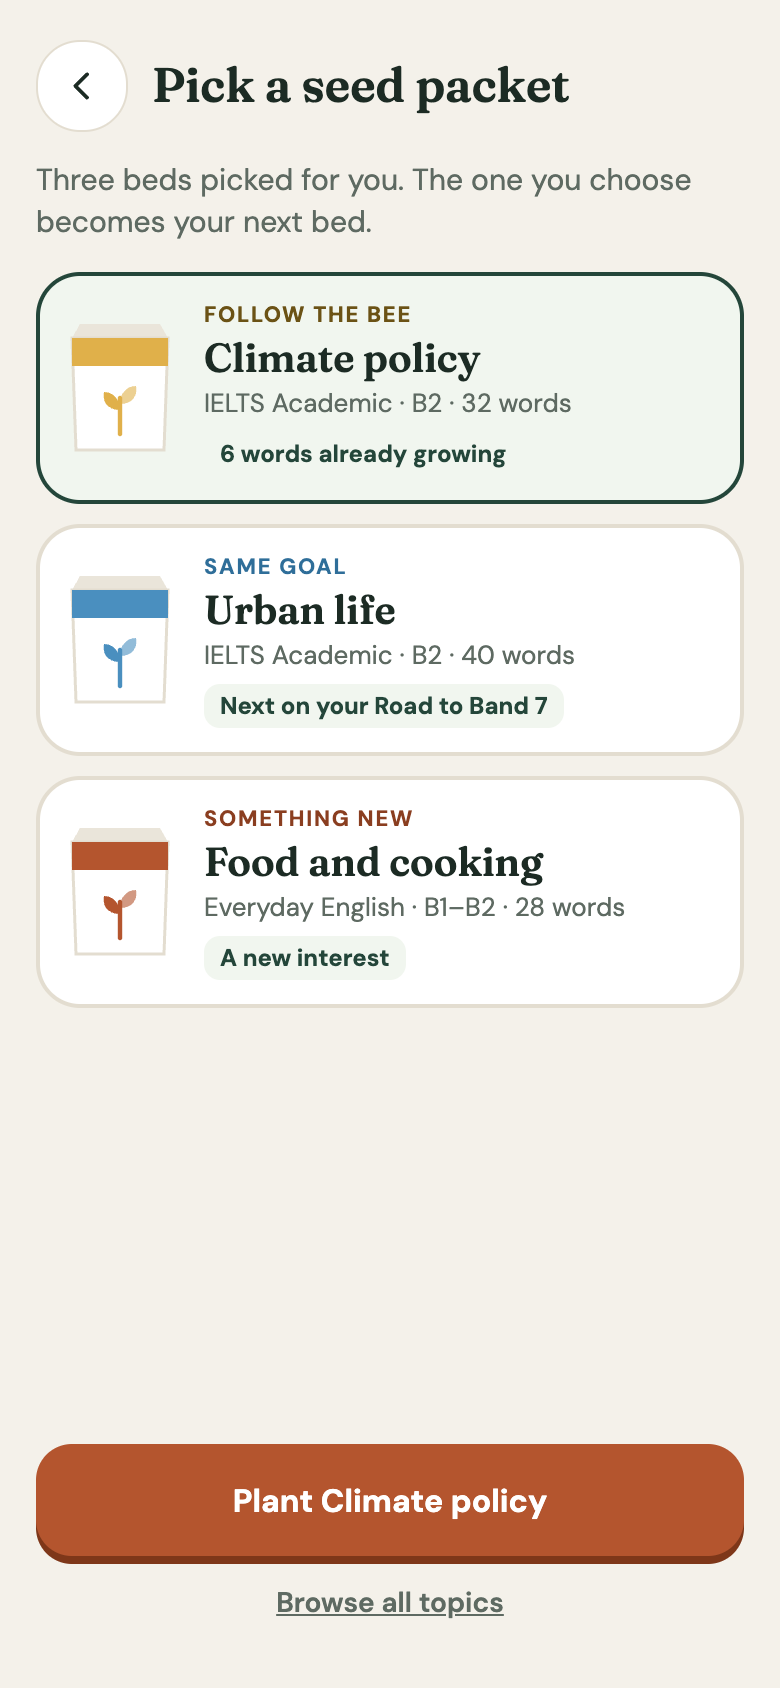 Pick a seed packet
Three beds picked for you. The one you choose
becomes your next bed.
FOLLOW THE BEE
Climate policy
IELTS Academic · B2 · 32 words
6 words already growing
SAME GOAL
Urban life
IELTS Academic · B2 · 40 words
Next on your Road to Band 7
SOMETHING NEW
Food and cooking
Everyday English · B1–B2 · 28 words
A new interest
Plant Climate policy
Browse all topics